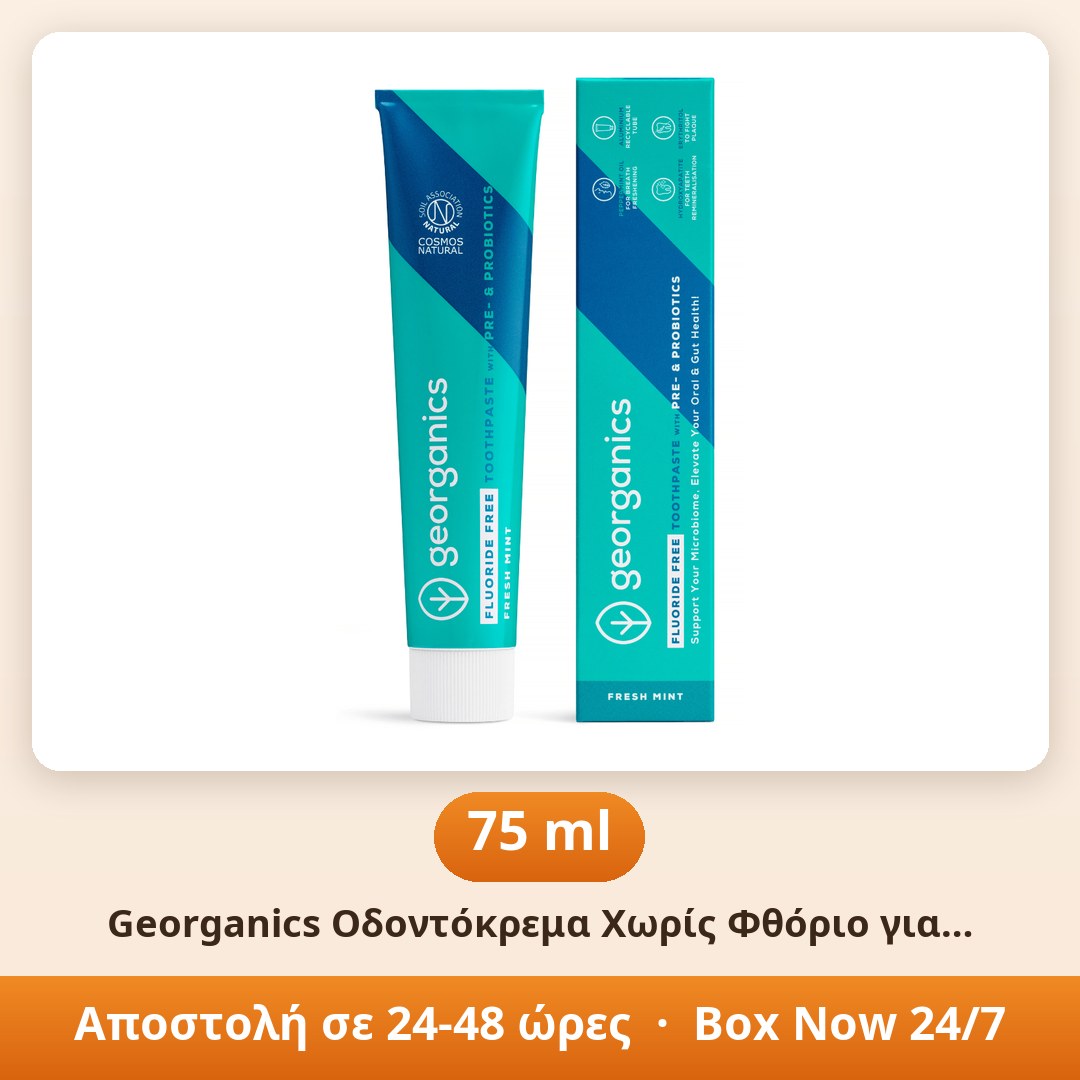 SOIL ASSOCIATION
NATURAL
COSMOS
NATURAL
georganics
FLUORIDE FREE TOOTHPASTE WITH PRE- & PROBIOTICS
FRESH MINT
RECYCLABLE
TUBE
TO FIGHT
PLAQUE
FOR BREATH
FRESHENING
FOR TEETH
REMINERALISATION
georganics
FLUORIDE FREE TOOTHPASTE WITH PRE- & PROBIOTICS
Support Your Microbiome, Elevate Your Oral & Gut Health!
FRESH MINT
75 ml
Georganics Οδοντόκρεμα Χωρίς Φθόριο για...
Αποστολή σε 24-48 ώρες · Box Now 24/7